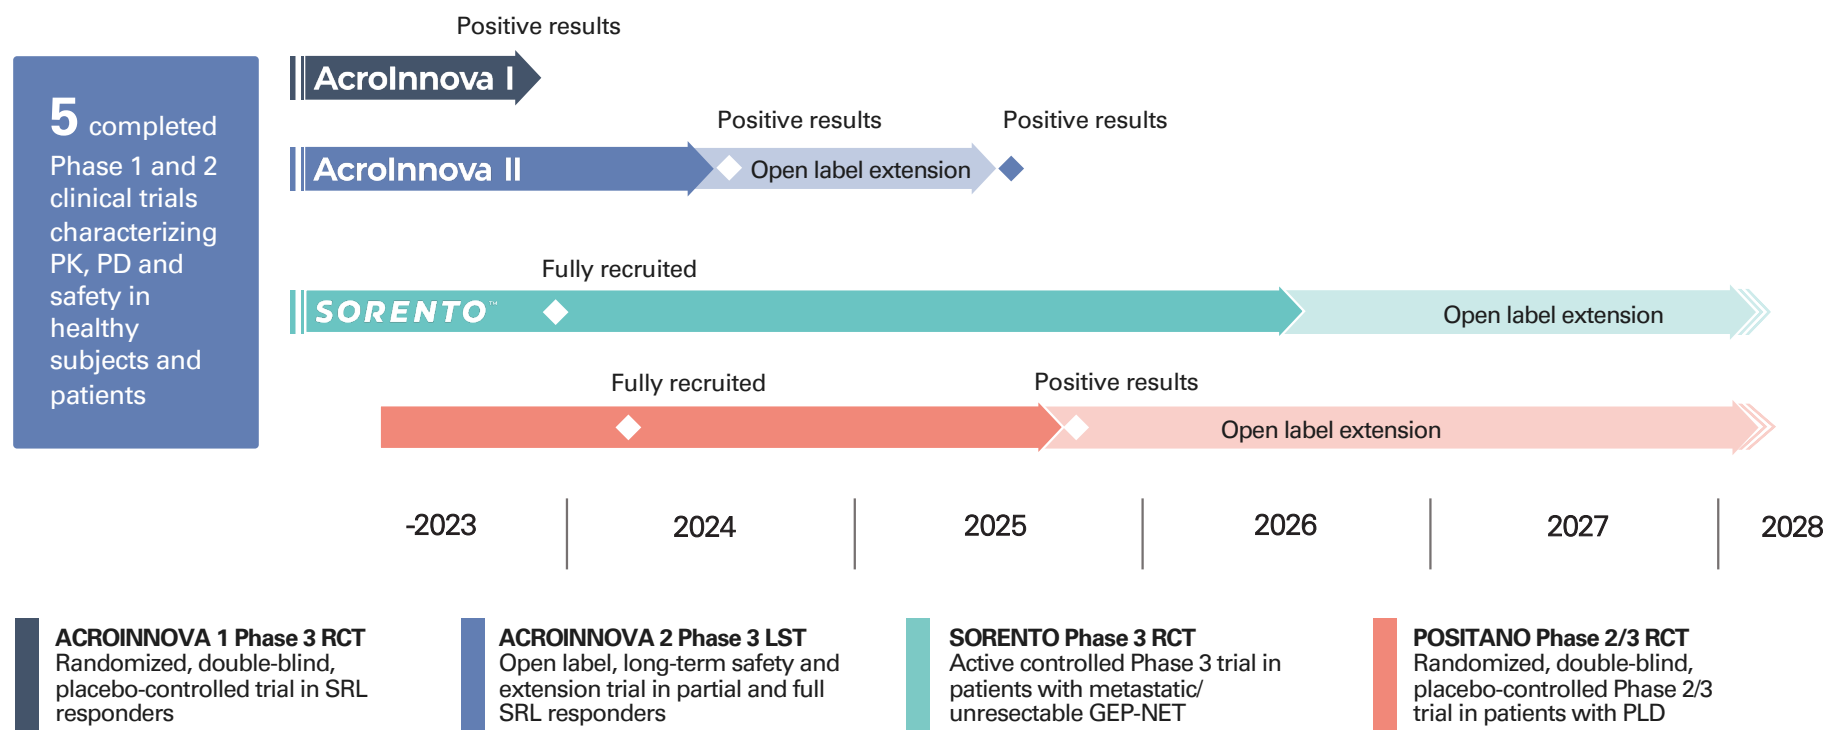 Positive results
5 completed
Phase 1 and 2
clinical trials
characterizing
PK, PD and
safety in
healthy
subjects and
patients
AcroInnova I
Positive results
Positive results
AcroInnova II
Open label extension
Fully recruited
SORENTO™
Open label extension
Fully recruited
Positive results
Open label extension
-2023
2024
2025
2026
2027
2028
ACROINNOVA 1 Phase 3 RCT
Randomized, double-blind,
placebo-controlled trial in SRL
responders
ACROINNOVA 2 Phase 3 LST
Open label, long-term safety and
extension trial in partial and full
SRL responders
SORENTO Phase 3 RCT
Active controlled Phase 3 trial in
patients with metastatic/
unresectable GEP-NET
POSITANO Phase 2/3 RCT
Randomized, double-blind,
placebo-controlled Phase 2/3
trial in patients with PLD